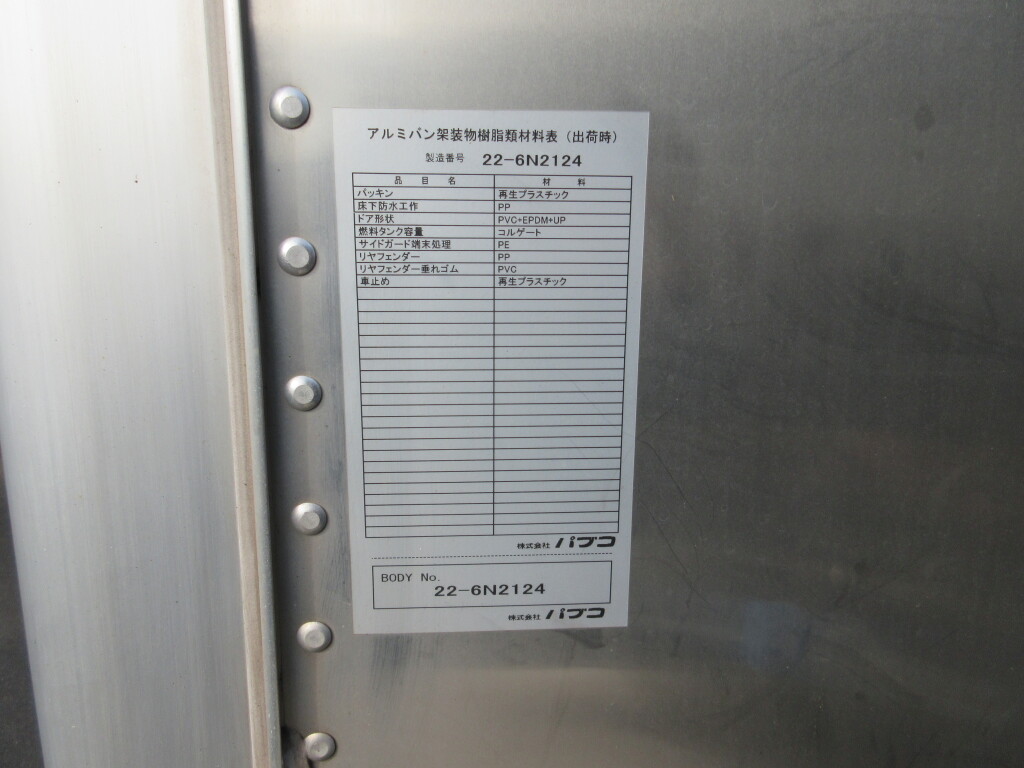 アルミバン架装物樹脂類材料表（出荷時）
製造番号 22-6N2124
品目名 材料
パッキン 再生プラスチック
床下防水工作 PP
ドア形状 PVC+EPDM+UP
燃料タンク容量 コルゲート
サイドガード端末処理 PE
リヤフェンダー PP
リヤフェンダー垂れゴム PVC
車止め 再生プラスチック
株式会社 パブコ
BODY No.
22-6N2124
株式会社 パブコ